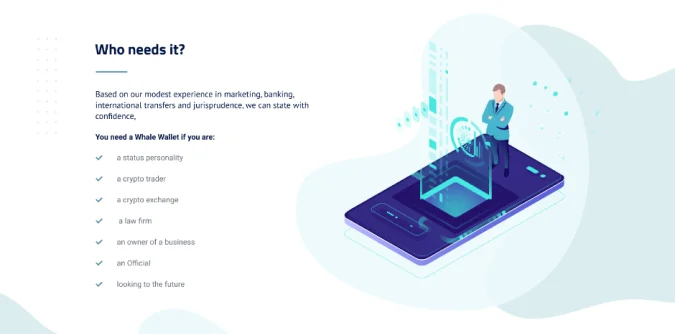 Who needs it?
Based on our modest experience in marketing, banking,
international transfers and jurisprudence, we can state with
confidence,
You need a Whale Wallet if you are:
a status personality
a crypto trader
a crypto exchange
a law firm
an owner of a business
an Official
looking to the future